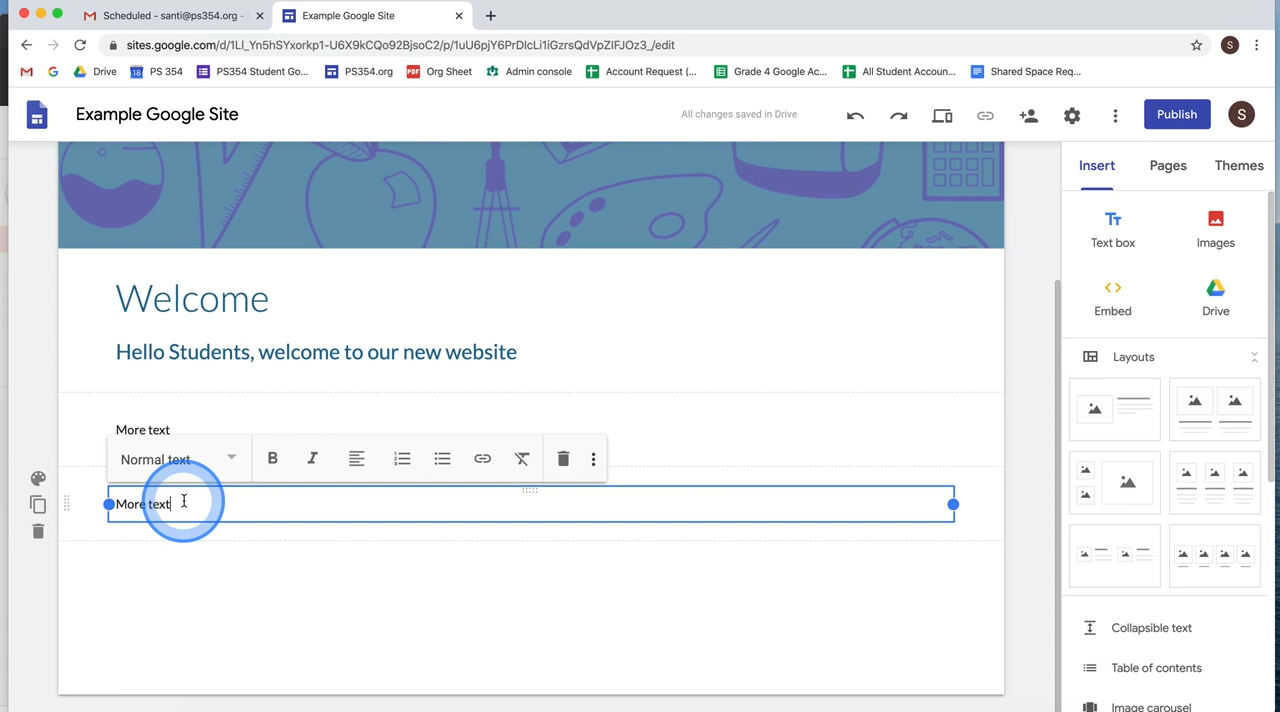 Scheduled - santi@ps354.org -
Example Google Site
sites.google.com/d/1Ll_Yn5hSYxorkp1-U6X9kCQo92BjsoC2/p/1uU6pjY6PrDlcLi1iGzrsQdVpZIFJOz3_/edit
S
Drive
PS 354
PS354 Student Go...
PS354.org
PDF
Org Sheet
Admin console
Account Request (...
Grade 4 Google Ac...
All Student Accoun...
Shared Space Req...
Example Google Site
All changes saved in Drive
Publish
S
Insert
Pages
Themes
Text box
Images
Embed
Drive
Layouts
Welcome
Hello Students, welcome to our new website
More text
Normal text
More text
Collapsible text
Table of contents
Image carousel